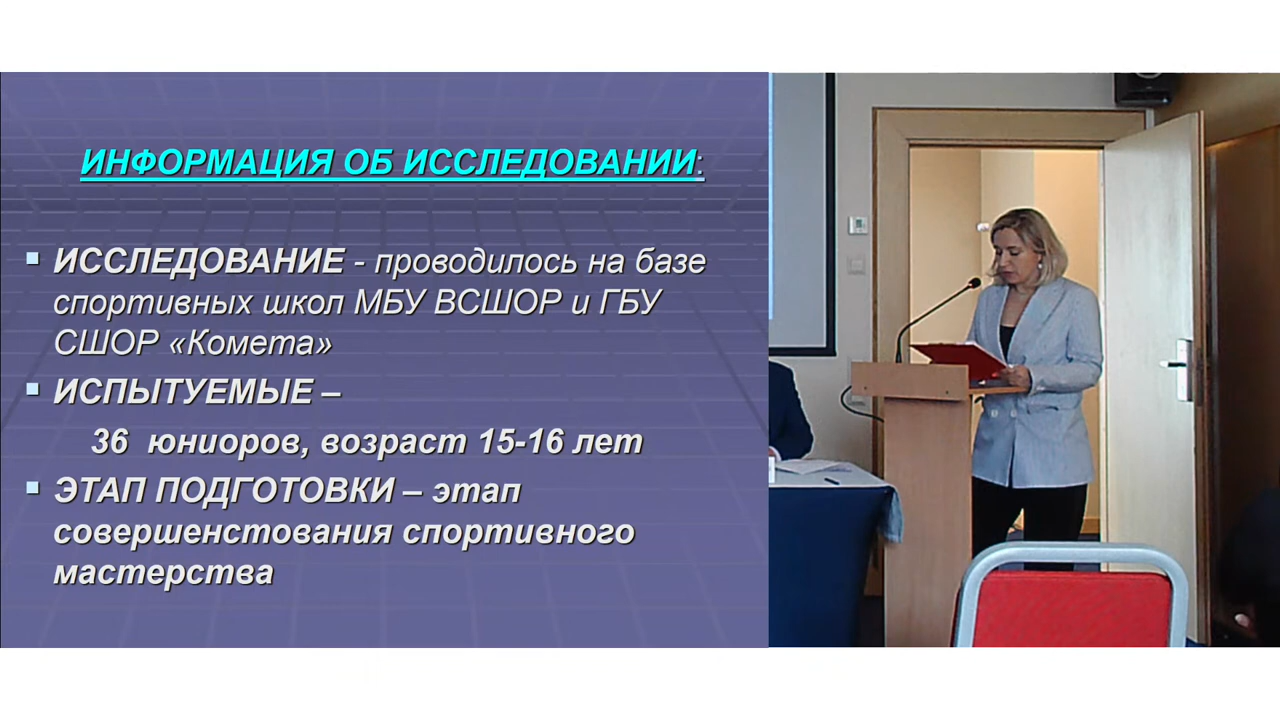 ИНФОРМАЦИЯ ОБ ИССЛЕДОВАНИИ:
ИССЛЕДОВАНИЕ - проводилось на базе
спортивных школ МБУ ВСШОР и ГБУ
СШОР «Комета»
ИСПЫТУЕМЫЕ –
36 юниоров, возраст 15-16 лет
ЭТАП ПОДГОТОВКИ – этап
совершенстования спортивного
мастерства